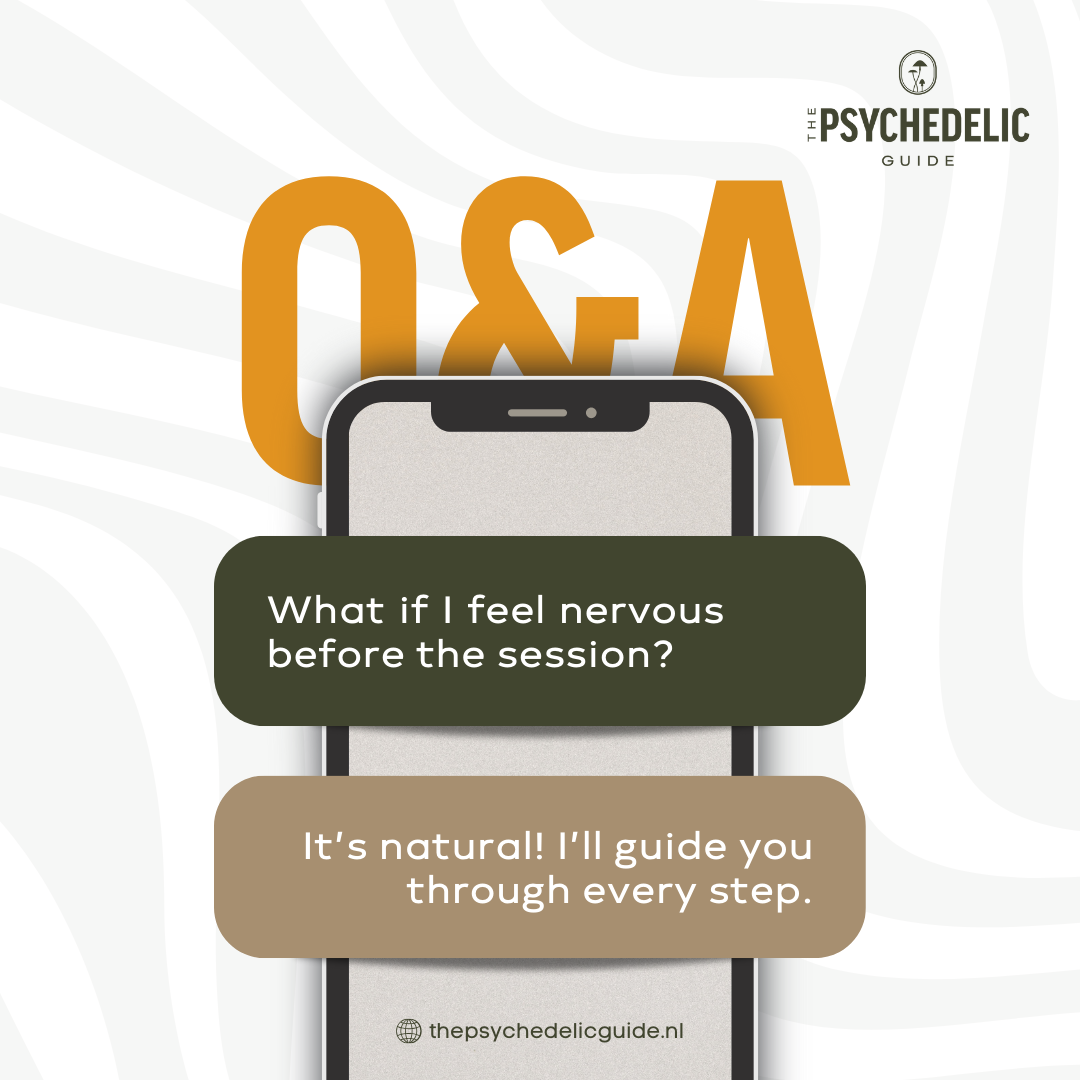 THE PSYCHEDELIC
GUIDE
Q&A
What if I feel nervous
before the session?
It's natural! I'll guide you
through every step.
thepsychedelicguide.nl